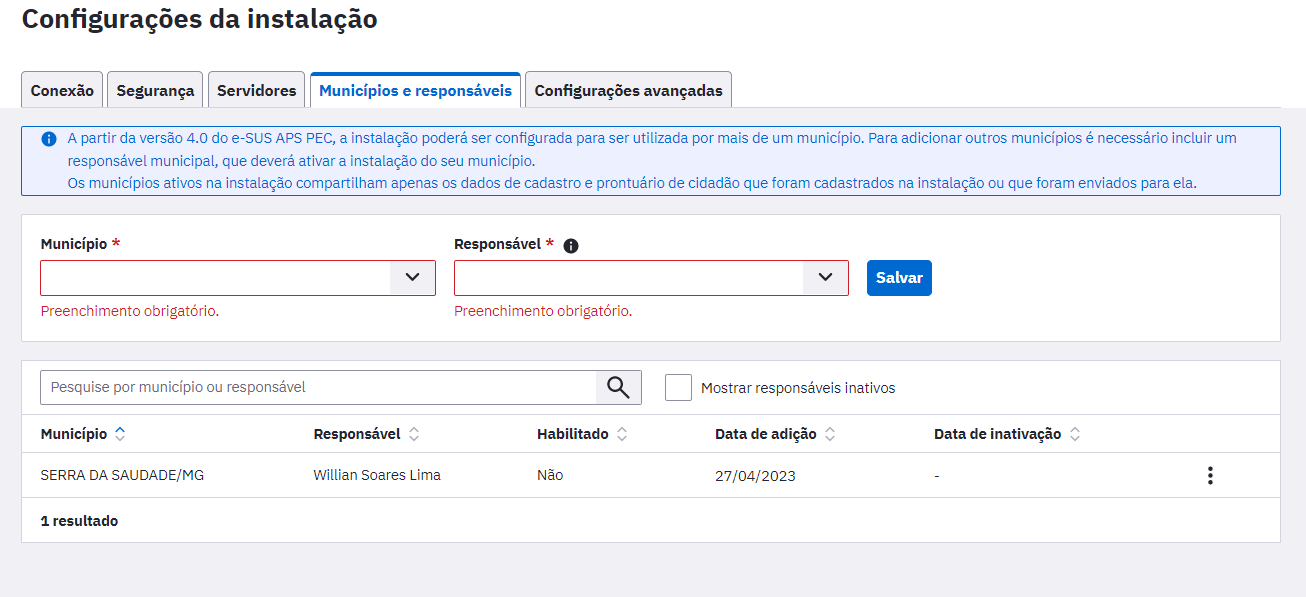 Configurações da instalação
Conexão
Segurança
Servidores
Municípios e responsáveis
Configurações avançadas
A partir da versão 4.0 do e-SUS APS PEC, a instalação poderá ser configurada para ser utilizada por mais de um município. Para adicionar outros municípios é necessário incluir um
responsável municipal, que deverá ativar a instalação do seu município.
Os municípios ativos na instalação compartilham apenas os dados de cadastro e prontuário de cidadão que foram cadastrados na instalação ou que foram enviados para ela.
Município *
Responsável *
Salvar
Preenchimento obrigatório.
Preenchimento obrigatório.
Pesquise por município ou responsável
Mostrar responsáveis inativos
Município
Responsável
Habilitado
Data de adição
Data de inativação
SERRA DA SAUDADE/MG
Willian Soares Lima
Não
27/04/2023
-
1 resultado